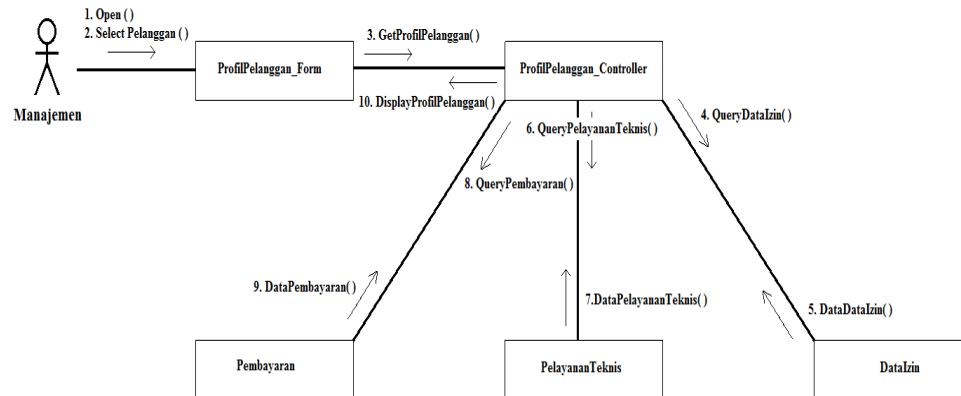 1. Open ()
2. Select Pelanggan ()
3. GetProfilPelanggan()
ProfilPelanggan_Form
ProfilPelanggan_Controller
10. DisplayProfilPelanggan()
Manajemen
4. QueryDataIzin()
6. QueryPelayananTeknis()
8. QueryPembayaran()
9. DataPembayaran()
7.DataPelayananTeknis()
5. DataDataIzin()
Pembayaran
PelayananTeknis
DataIzin